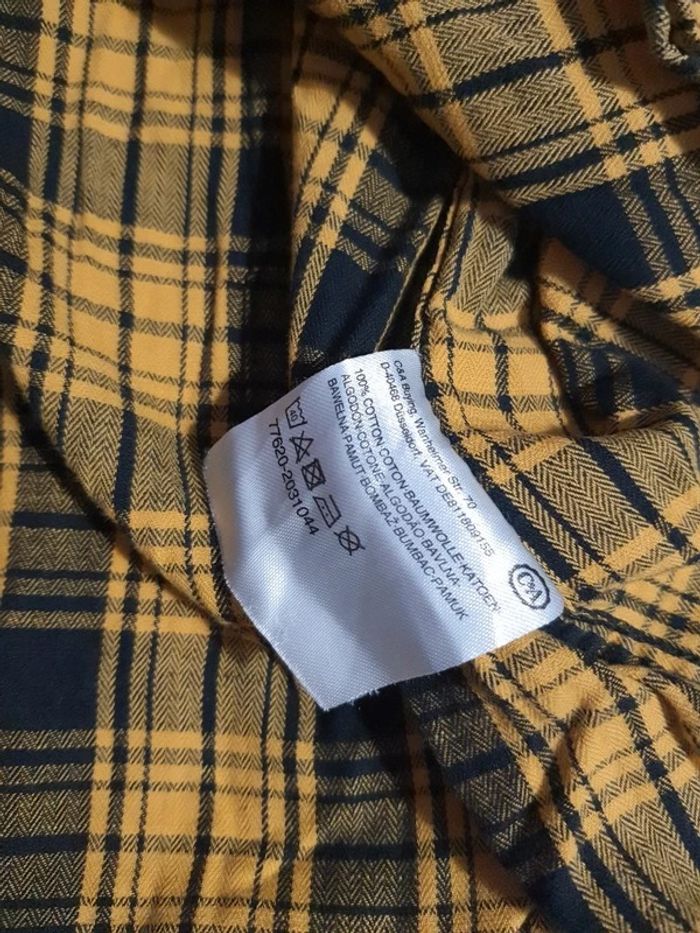 C&A Buying, Wanheimer Str. 70
D-40468 Düsseldorf, VAT DE811809155
100% COTTON·COTON·BAUMWOLLE·KATOEN
ALGODÓN·COTONE·ALGODÃO·BAVLNA·
BAWEŁNA·PAMUT·BOMBAŽ·BUMBAC·PAMUK
40
77620-2031044
C&A